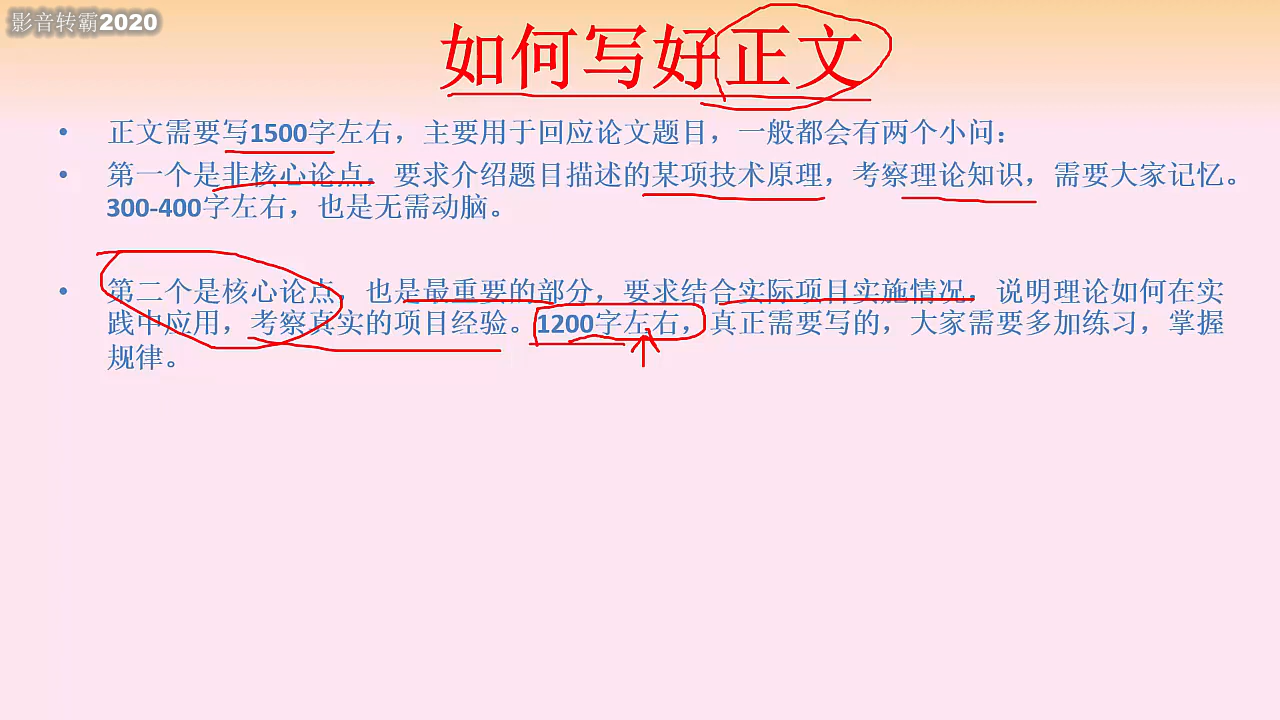 影音转霸2020
如何写好正文
• 正文需要写1500字左右，主要用于回应论文题目，一般都会有两个小问：
• 第一个是非核心论点，要求介绍题目描述的某项技术原理，考察理论知识，需要大家记忆。
300-400字左右，也是无需动脑。
• 第二个是核心论点，也是最重要的部分，要求结合实际项目实施情况，说明理论如何在实
践中应用，考察真实的项目经验。1200字左右，真正需要写的，大家需要多加练习，掌握
规律。